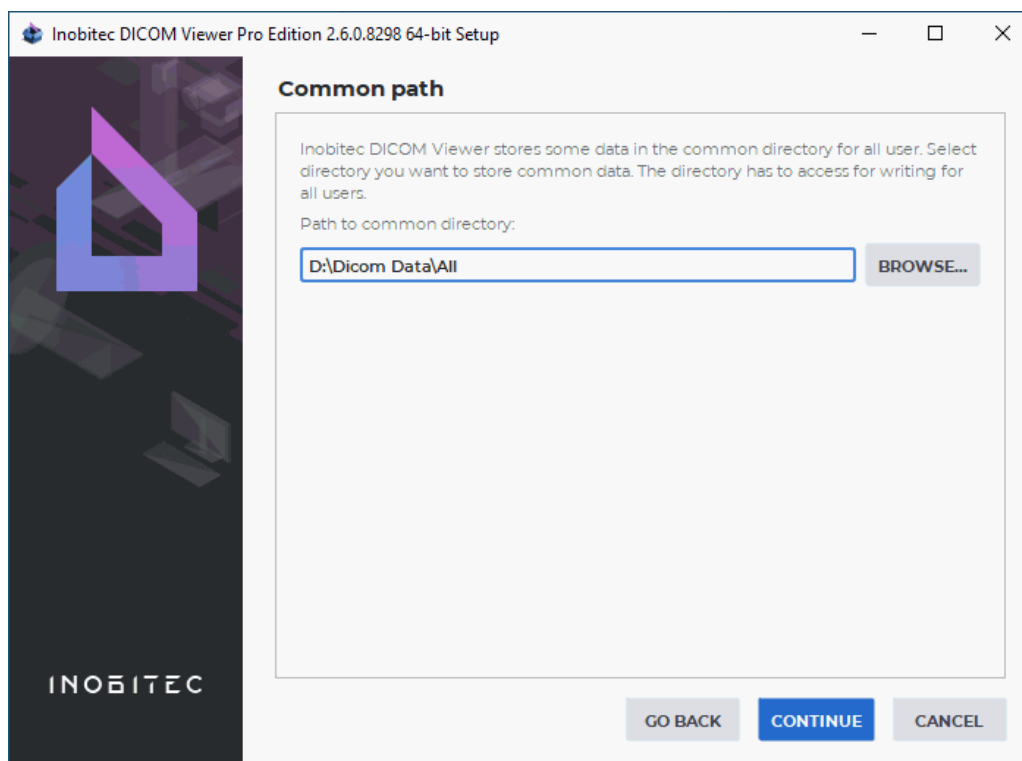 Inobitec DICOM Viewer Pro Edition 2.6.0.8298 64-bit Setup
Common path
Inobitec DICOM Viewer stores some data in the common directory for all user. Select
directory you want to store common data. The directory has to access for writing for
all users.
Path to common directory:
D:\Dicom Data\All
BROWSE...
INOBITEC
GO BACK
CONTINUE
CANCEL